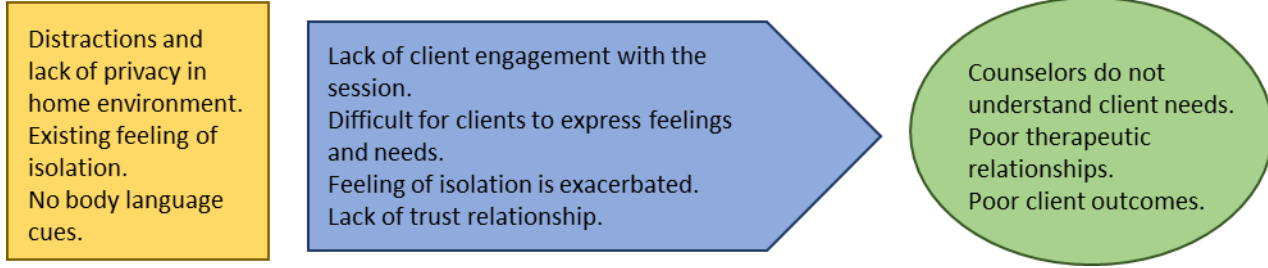 Distractions and
lack of privacy in
home environment.
Existing feeling of
isolation.
No body language
cues.
Lack of client engagement with the
session.
Difficult for clients to express feelings
and needs.
Feeling of isolation is exacerbated.
Lack of trust relationship.
Counselors do not
understand client needs.
Poor therapeutic
relationships.
Poor client outcomes.